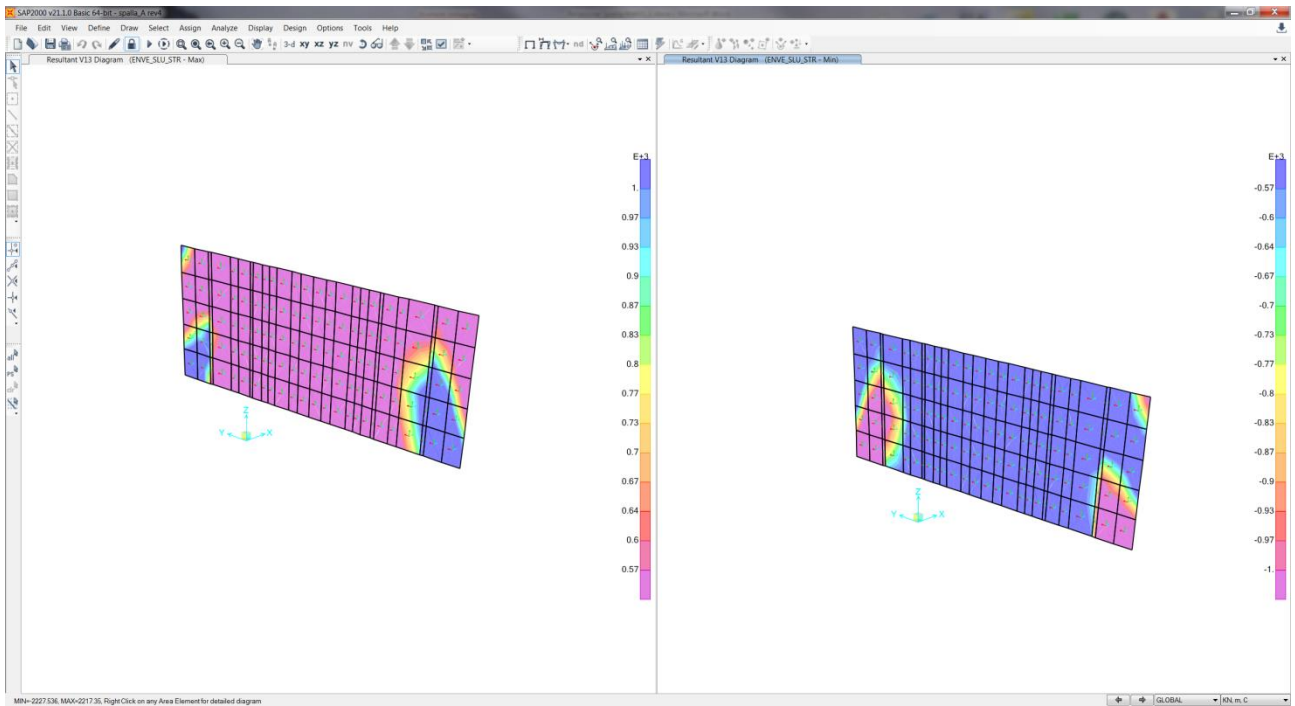 SAP2000 v21.1.0 Basic 64-bit - spalla_A rev4
File Edit View Define Draw Select Assign Analyze Display Design Options Tools Help
3-d xy xz yz nv
nd
Resultant V13 Diagram (ENVE_SLU_STR - Max)
Resultant V13 Diagram (ENVE_SLU_STR - Min)
E+3
1.
0.97
0.93
0.9
0.87
0.83
0.8
0.77
0.73
0.7
0.67
0.64
0.6
0.57
Z
Y X
E+3
-0.57
-0.6
-0.64
-0.67
-0.7
-0.73
-0.77
-0.8
-0.83
-0.87
-0.9
-0.93
-0.97
-1.
Z
Y X
MIN=-2227.536, MAX=2217.35, Right Click on any Area Element for detailed diagram
GLOBAL
KN, m, C